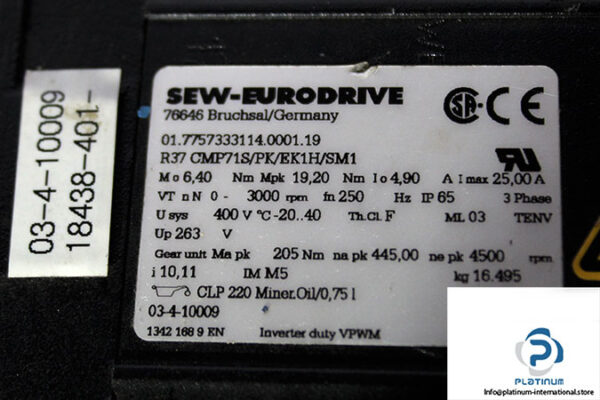 03-4-10009
18438-401-
SEW-EURODRIVE
76646 Bruchsal/Germany
01.7757333114.0001.19
R37 CMP71S/PK/EK1H/SM1
Mo 6,40 Nm Mpk 19,20 Nm Io 4,90 A I max 25,00 A
VT nN 0- 3000 rpm fn 250 Hz IP 65 3 Phase
U sys 400 V °C -20..40 Th.Cl. F ML 03 TENV
Up 263 V
Gear unit Ma pk 205 Nm na pk 445,00 ne pk 4500 rpm
i 10,11 IM M5 kg 16.495
CLP 220 Miner.Oil/0,75 l
03-4-10009
1342 168 9 EN Inverter duty VPWM
PLATINUM
Info@platinum-international.store